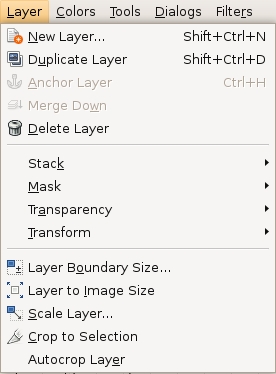 Layer Colors Tools Dialogs Filters
New Layer... Shift+Ctrl+N
Duplicate Layer Shift+Ctrl+D
Anchor Layer Ctrl+H
Merge Down
Delete Layer
Stack
Mask
Transparency
Transform
Layer Boundary Size...
Layer to Image Size
Scale Layer...
Crop to Selection
Autocrop Layer